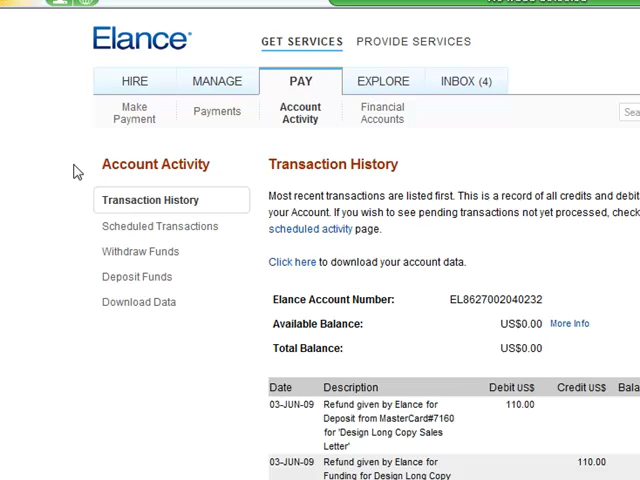 Elance
GET SERVICES PROVIDE SERVICES
HIRE MANAGE PAY EXPLORE INBOX (4)
Make Payment Payments Account Activity Financial Accounts
Sea
Account Activity
Transaction History
Scheduled Transactions
Withdraw Funds
Deposit Funds
Download Data
Transaction History
Most recent transactions are listed first. This is a record of all credits and debit
your Account. If you wish to see pending transactions not yet processed, check
scheduled activity page.
Click here to download your account data.
Elance Account Number: EL8627002040232
Available Balance: US$0.00 More Info
Total Balance: US$0.00
Date Description Debit US$ Credit US$ Bala
03-JUN-09 Refund given by Elance for 110.00
Deposit from MasterCard#7160
for 'Design Long Copy Sales
Letter'
03-JUN-09 Refund given by Elance for 110.00
Funding for Design Long Copy